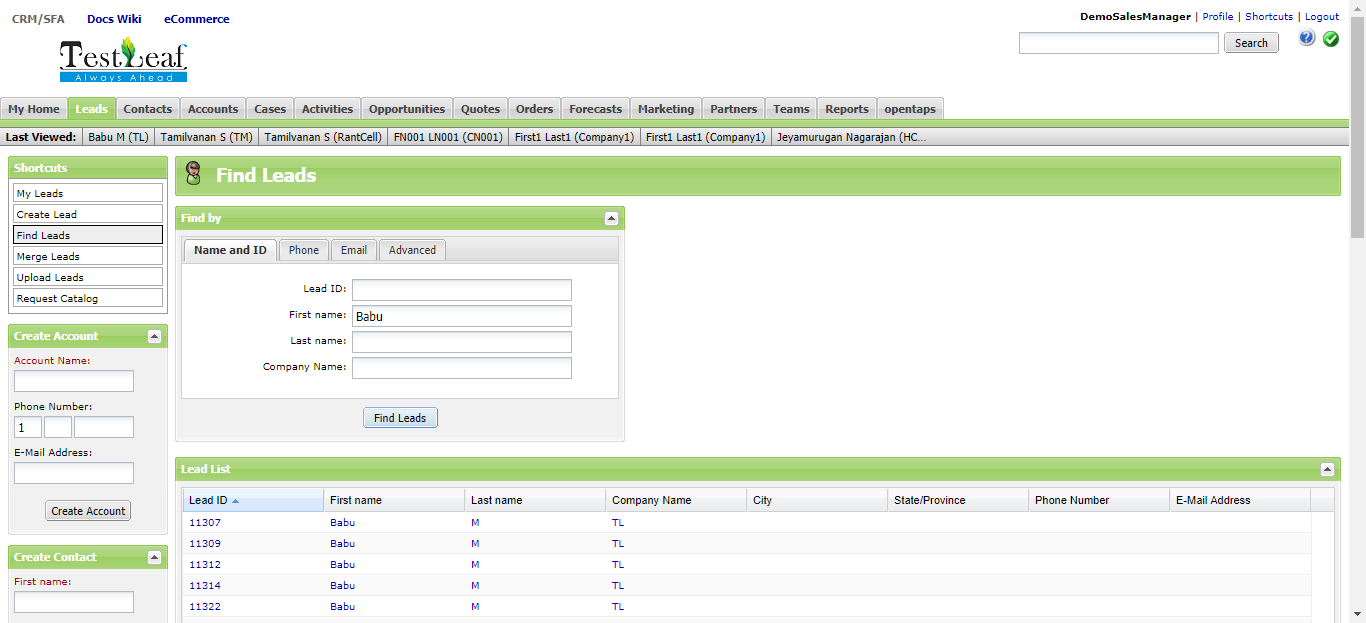 CRM/SFA Docs Wiki eCommerce
DemoSalesManager | Profile | Shortcuts | Logout
TestLeaf
Always Ahead
Search
My Home Leads Contacts Accounts Cases Activities Opportunities Quotes Orders Forecasts Marketing Partners Teams Reports opentaps
Last Viewed: Babu M (TL) Tamilvanan S (TM) Tamilvanan S (RantCell) FN001 LN001 (CN001) First1 Last1 (Company1) First1 Last1 (Company1) Jeyamurugan Nagarajan (HC...
Shortcuts
My Leads
Create Lead
Find Leads
Merge Leads
Upload Leads
Request Catalog
Create Account
Account Name:
Phone Number:
1
E-Mail Address:
Create Account
Create Contact
First name:
Find Leads
Find by
Name and ID Phone Email Advanced
Lead ID:
First name: Babu
Last name:
Company Name:
Find Leads
Lead List
Lead ID First name Last name Company Name City State/Province Phone Number E-Mail Address
11307 Babu M TL
11309 Babu M TL
11312 Babu M TL
11314 Babu M TL
11322 Babu M TL